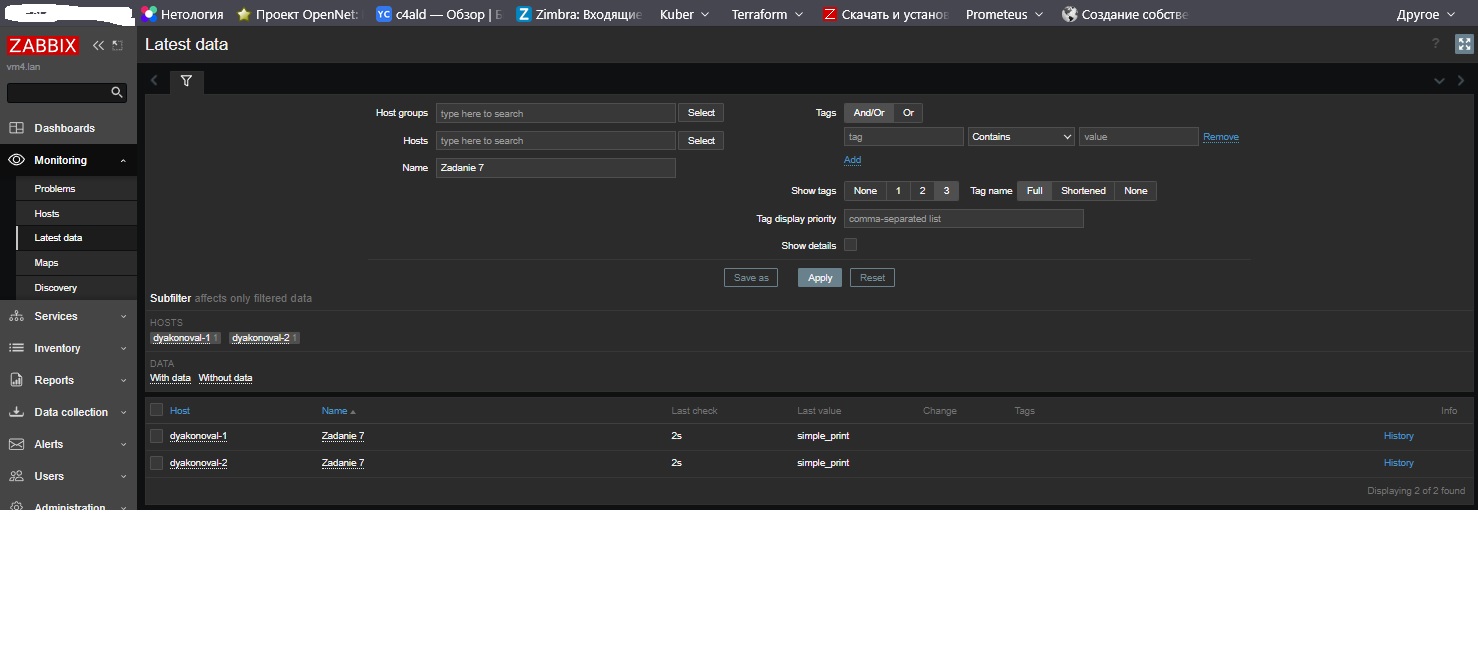 Нетология Проект OpenNet: c4ald — Обзор | Zimbra: Входящие Kuber Terraform Скачать и установ Prometeus Создание собстве Другое
ZABBIX Latest data ?
vm4.lan
Host groups type here to search Select Tags And/Or Or
Hosts type here to search Select tag Contains value Remove
Name Zadanie 7 Add
Show tags None 1 2 3 Tag name Full Shortened None
Tag display priority comma-separated list
Show details
Save as Apply Reset
Dashboards
Monitoring
Problems
Hosts
Latest data
Maps
Discovery
Services
Inventory
Reports
Data collection
Alerts
Users
Administration
Subfilter affects only filtered data
HOSTS
dyakonoval-1 1 dyakonoval-2 1
DATA
With data Without data
Host Name Last check Last value Change Tags Info
dyakonoval-1 Zadanie 7 2s simple_print History
dyakonoval-2 Zadanie 7 2s simple_print History
Displaying 2 of 2 found